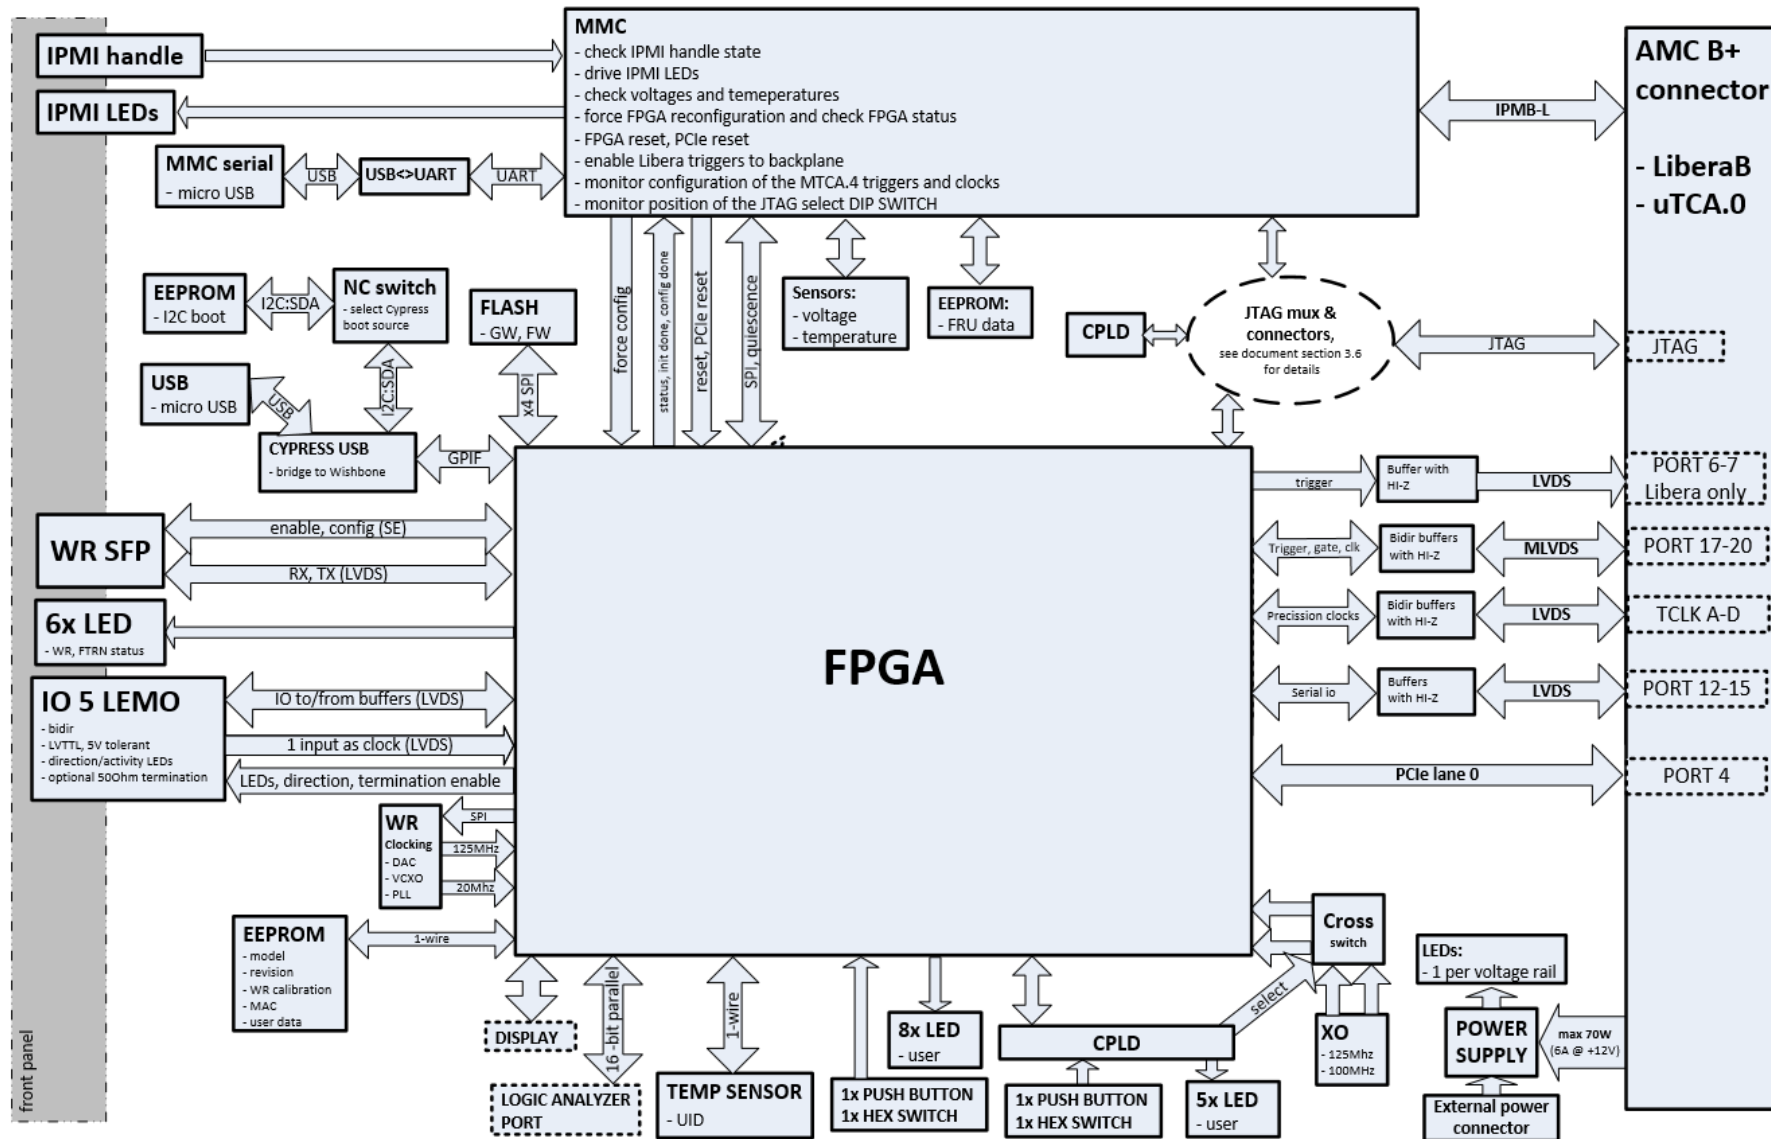 IPMI handle
IPMI LEDs
MMC
- check IPMI handle state
- drive IPMI LEDs
- check voltages and temeperatures
- force FPGA reconfiguration and check FPGA status
- FPGA reset, PCIe reset
- enable Libera triggers to backplane
- monitor configuration of the MTCA.4 triggers and clocks
- monitor position of the JTAG select DIP SWITCH
IPMB-L
AMC B+
connector
- LiberaB
- uTCA.0
MMC serial
- micro USB
USB
USB<>UART
UART
EEPROM
- I2C boot
I2C:SDA
NC switch
- select Cypress
boot source
FLASH
- GW, FW
force config
status, init done, config done
reset, PCIe reset
SPI, quiescence
Sensors:
- voltage
- temperature
EEPROM:
- FRU data
CPLD
JTAG mux &
connectors,
see document section 3.6
for details
JTAG
JTAG
USB
- micro USB
USB
I2C:SDA
x4 SPI
CYPRESS USB
- bridge to Wishbone
GPIF
WR SFP
enable, config (SE)
RX, TX (LVDS)
6x LED
- WR, FTRN status
IO 5 LEMO
- bidir
- LVTTL, 5V tolerant
- direction/activity LEDs
- optional 50Ohm termination
IO to/from buffers (LVDS)
1 input as clock (LVDS)
LEDs, direction, termination enable
FPGA
trigger
Buffer with
HI-Z
LVDS
PORT 6-7
Libera only
Trigger, gate, clk
Bidir buffers
with HI-Z
MLVDS
PORT 17-20
Precission clocks
Bidir buffers
with HI-Z
LVDS
TCLK A-D
Serial io
Buffers
with HI-Z
LVDS
PORT 12-15
PCIe lane 0
PORT 4
WR
Clocking
- DAC
- VCXO
- PLL
SPI
125MHz
20Mhz
EEPROM
- model
- revision
- WR calibration
- MAC
- user data
1-wire
DISPLAY
16 -bit parallel
LOGIC ANALYZER
PORT
1-wire
TEMP SENSOR
- UID
1x PUSH BUTTON
1x HEX SWITCH
8x LED
- user
CPLD
1x PUSH BUTTON
1x HEX SWITCH
5x LED
- user
select
Cross
switch
XO
- 125Mhz
- 100MHz
LEDs:
- 1 per voltage rail
POWER
SUPPLY
max 70W
(6A @ +12V)
External power
connector
front panel